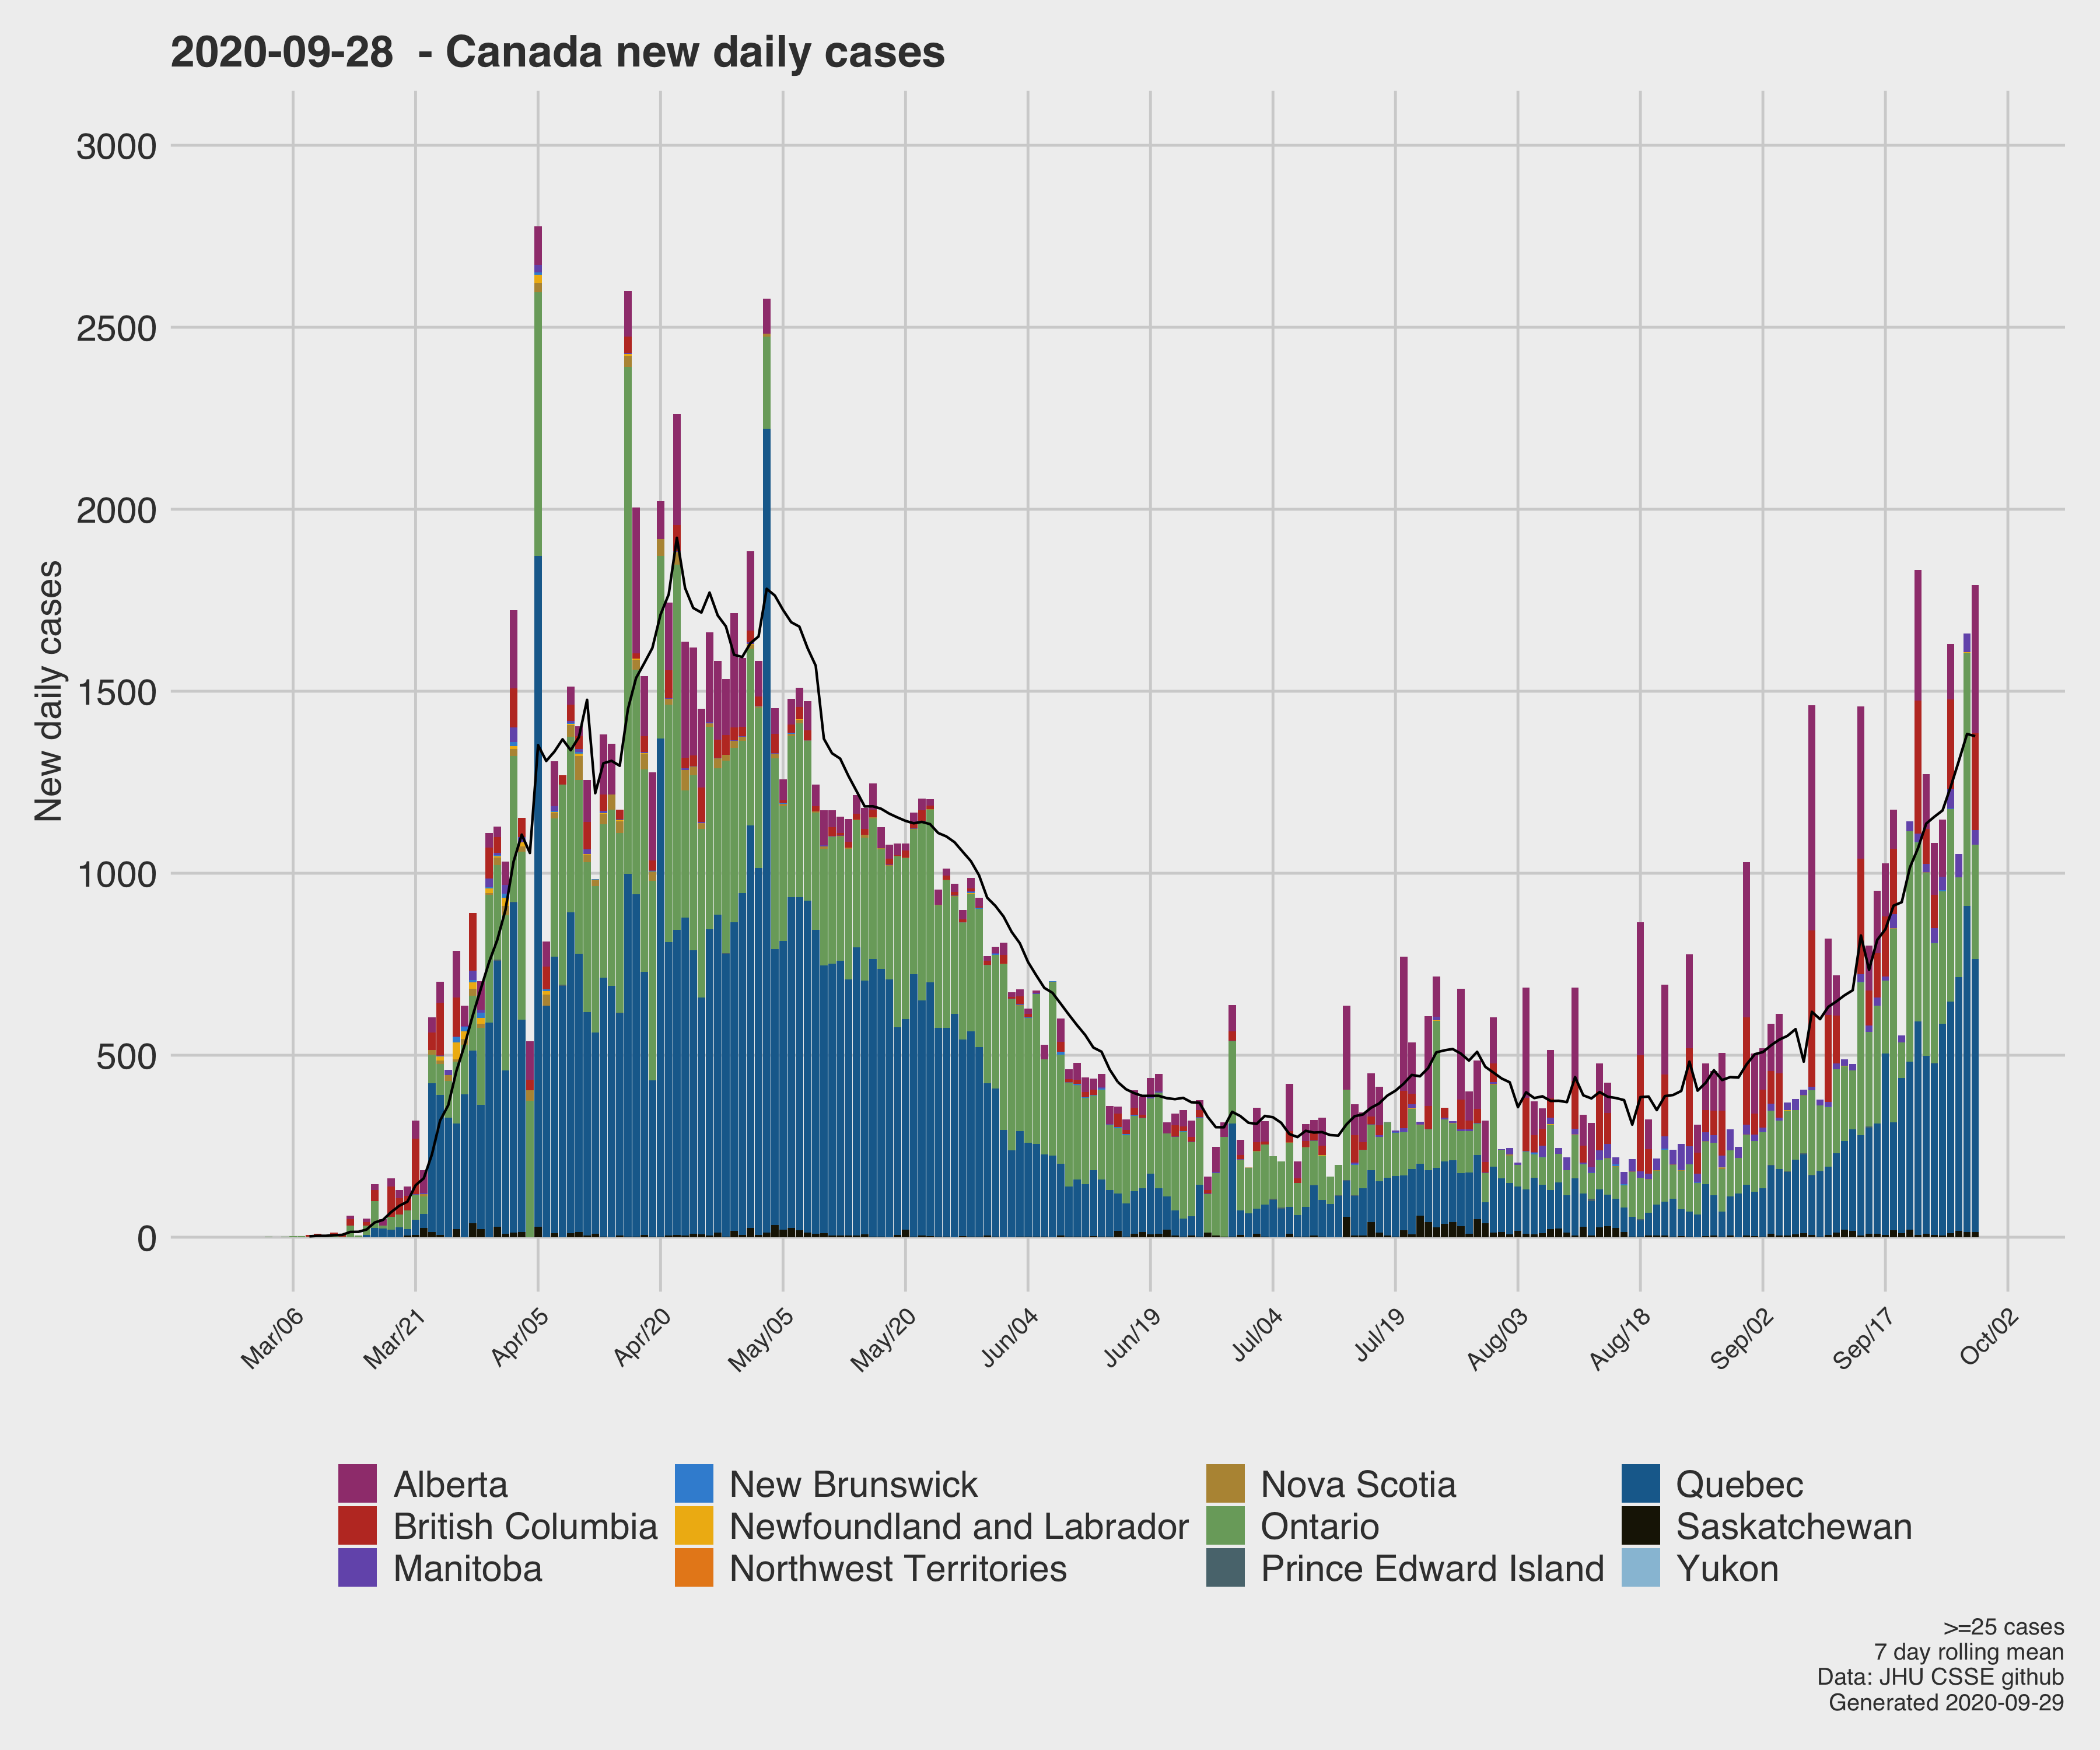 2020-09-28 - Canada new daily cases
New daily cases
3000
2500
2000
1500
1000
500
0
Mar/06
Mar/21
Apr/05
Apr/20
May/05
May/20
Jun/04
Jun/19
Jul/04
Jul/19
Aug/03
Aug/18
Sep/02
Sep/17
Oct/02
Alberta
New Brunswick
Nova Scotia
Quebec
British Columbia
Newfoundland and Labrador
Ontario
Saskatchewan
Manitoba
Northwest Territories
Prince Edward Island
Yukon
>=25 cases
7 day rolling mean
Data: JHU CSSE github
Generated 2020-09-29